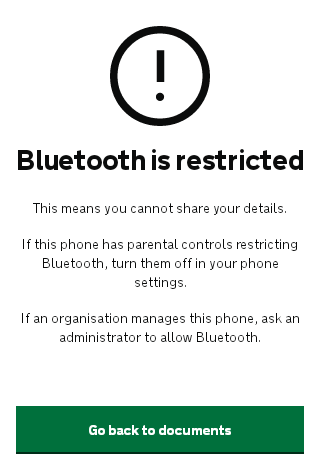 Bluetooth is restricted
This means you cannot share your details.
If this phone has parental controls restricting
Bluetooth, turn them off in your phone
settings.
If an organisation manages this phone, ask an
administrator to allow Bluetooth.
Go back to documents